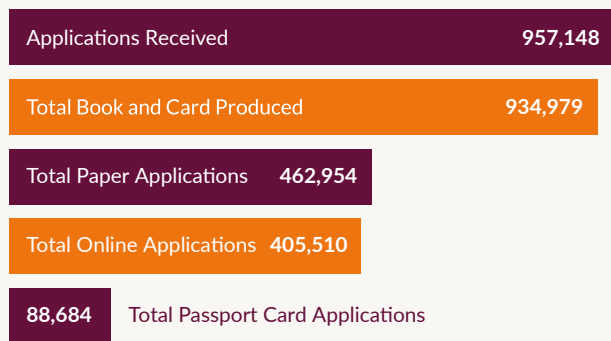 Applications Received 957,148
Total Book and Card Produced 934,979
Total Paper Applications 462,954
Total Online Applications 405,510
88,684 Total Passport Card Applications